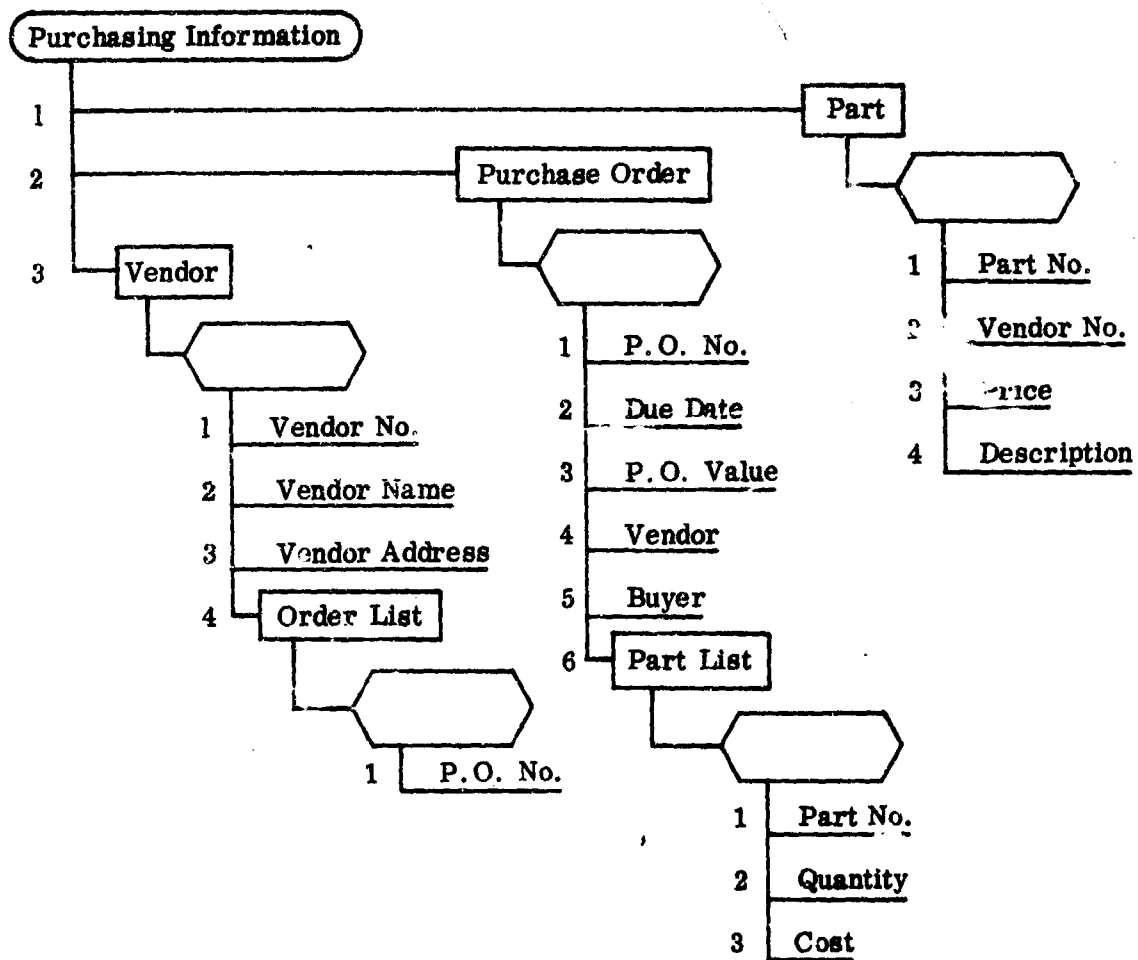 Purchasing Information
1 Part
2 Purchase Order
3 Vendor
1 Part No.
2 Vendor No.
3 Price
4 Description
1 P.O. No.
2 Due Date
3 P.O. Value
4 Vendor
5 Buyer
6 Part List
1 Part No.
2 Quantity
3 Cost
1 Vendor No.
2 Vendor Name
3 Vendor Address
4 Order List
1 P.O. No.